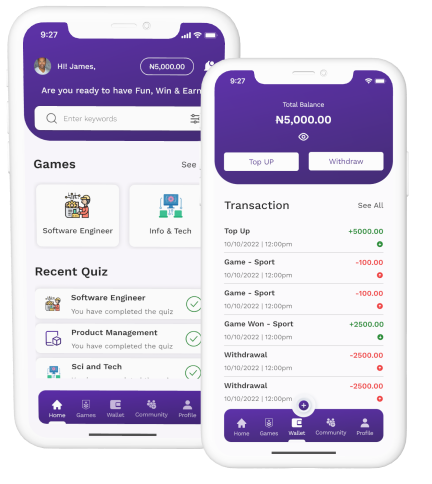 9:27
Hi! James,
₦5,000.00
Are you ready to have Fun, Win & Earn
Enter keywords
Games
See
Software Engineer
Info & Tech
Recent Quiz
Software Engineer
You have completed the quiz
Product Management
You have completed the quiz
Sci and Tech
Home
Games
Wallet
Community
Profile
9:27
Total Balance
₦5,000.00
Top UP
Withdraw
Transaction
See All
Top Up
+5000.00
10/10/2022 | 12:00pm
Game - Sport
-100.00
10/10/2022 | 12:00pm
Game - Sport
-100.00
10/10/2022 | 12:00pm
Game Won - Sport
+2500.00
10/10/2022 | 12:00pm
Withdrawal
-2500.00
10/10/2022 | 12:00pm
Withdrawal
-2500.00
10/10/2022 | 12:00pm
Home
Games
Wallet
Community
Profile